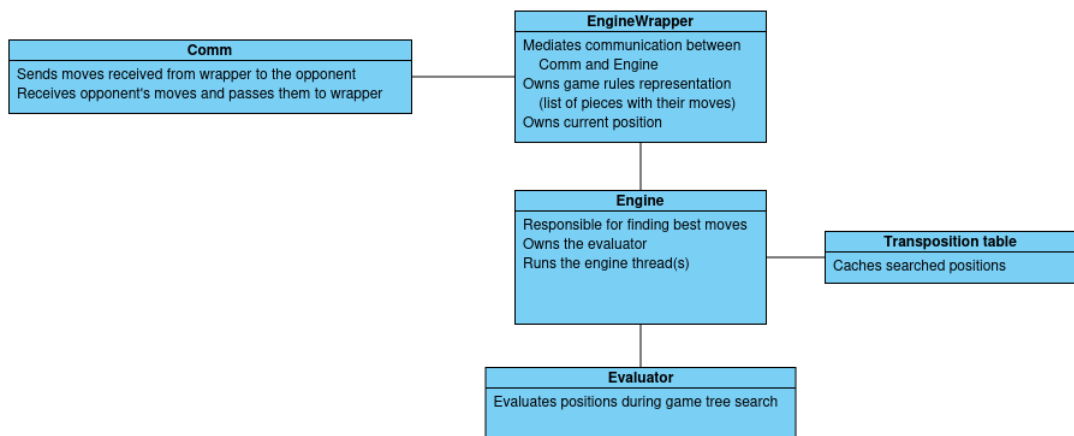 EngineWrapper
Mediates communication between
Comm and Engine
Owns game rules representation
(list of pieces with their moves)
Owns current position
Comm
Sends moves received from wrapper to the opponent
Receives opponent's moves and passes them to wrapper
Engine
Responsible for finding best moves
Owns the evaluator
Runs the engine thread(s)
Transposition table
Caches searched positions
Evaluator
Evaluates positions during game tree search